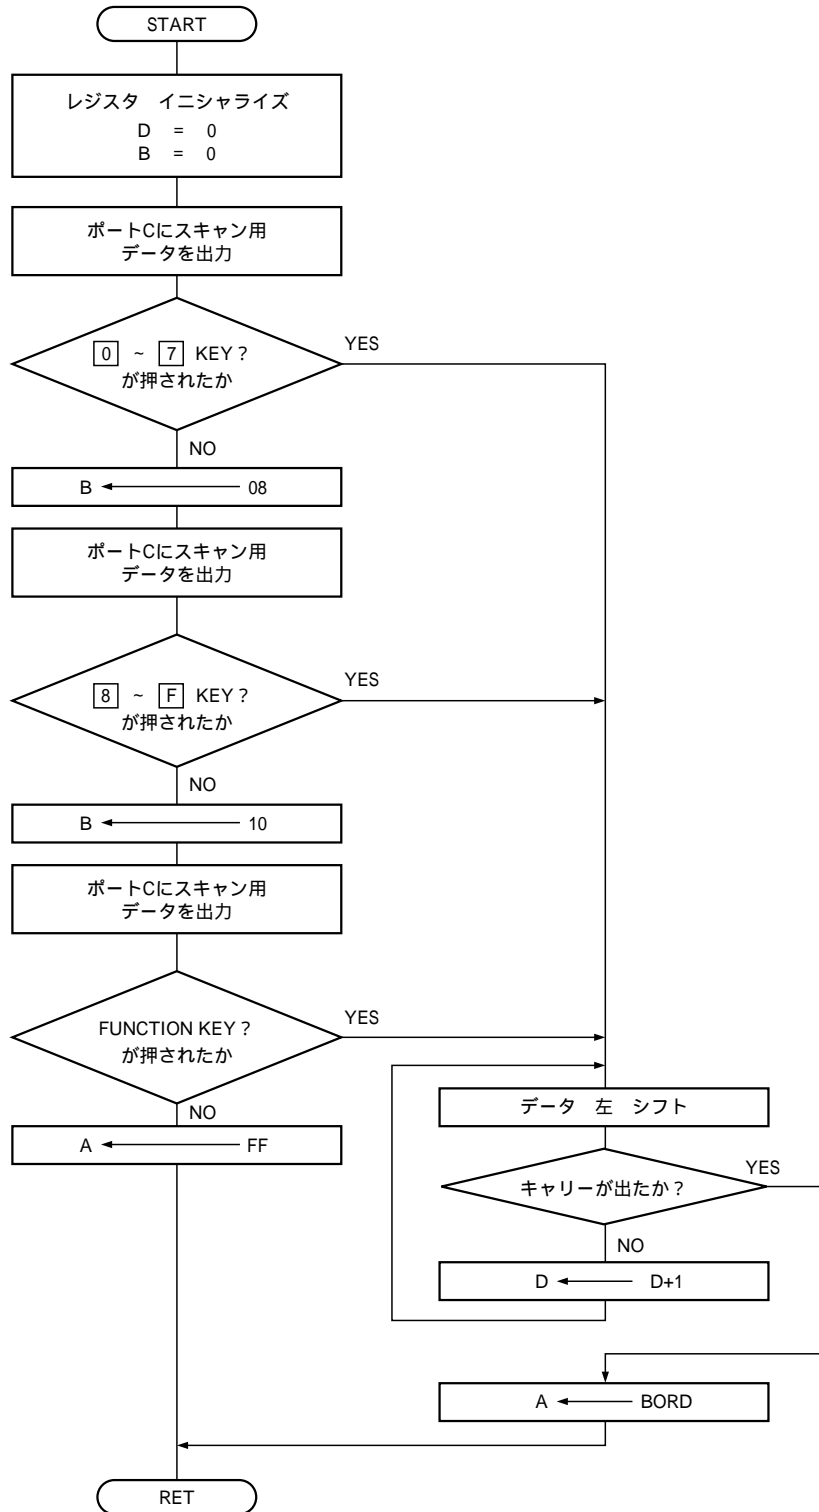 START
レジスタ イニシャライズ
D = 0
B = 0
ポートCにスキャン用
データを出力
0 ~ 7 KEY?
が押されたか
YES
NO
B ← 08
ポートCにスキャン用
データを出力
8 ~ F KEY?
が押されたか
YES
NO
B ← 10
ポートCにスキャン用
データを出力
FUNCTION KEY?
が押されたか
YES
NO
A ← FF
データ 左 シフト
キャリーが出たか?
YES
NO
D ← D+1
A ← BORD
RET